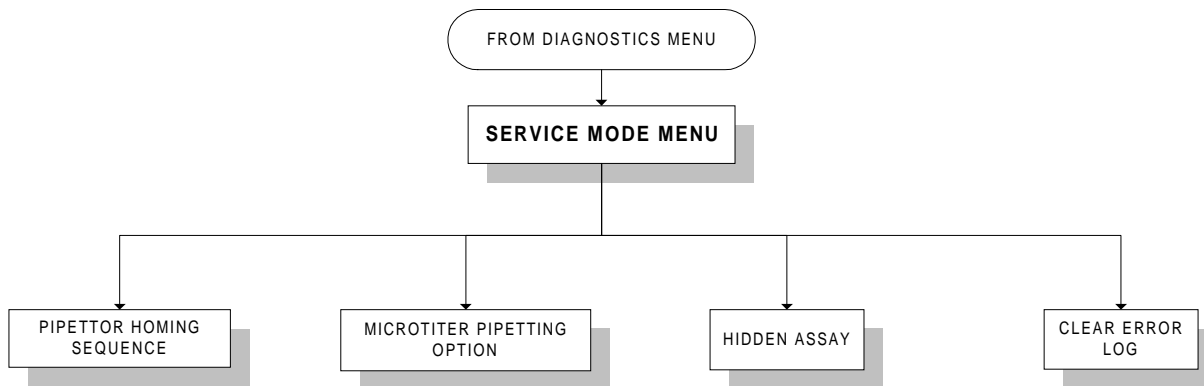 FROM DIAGNOSTICS MENU
SERVICE MODE MENU
PIPETTOR HOMING
SEQUENCE
MICROTITER PIPETTING
OPTION
HIDDEN ASSAY
CLEAR ERROR
LOG